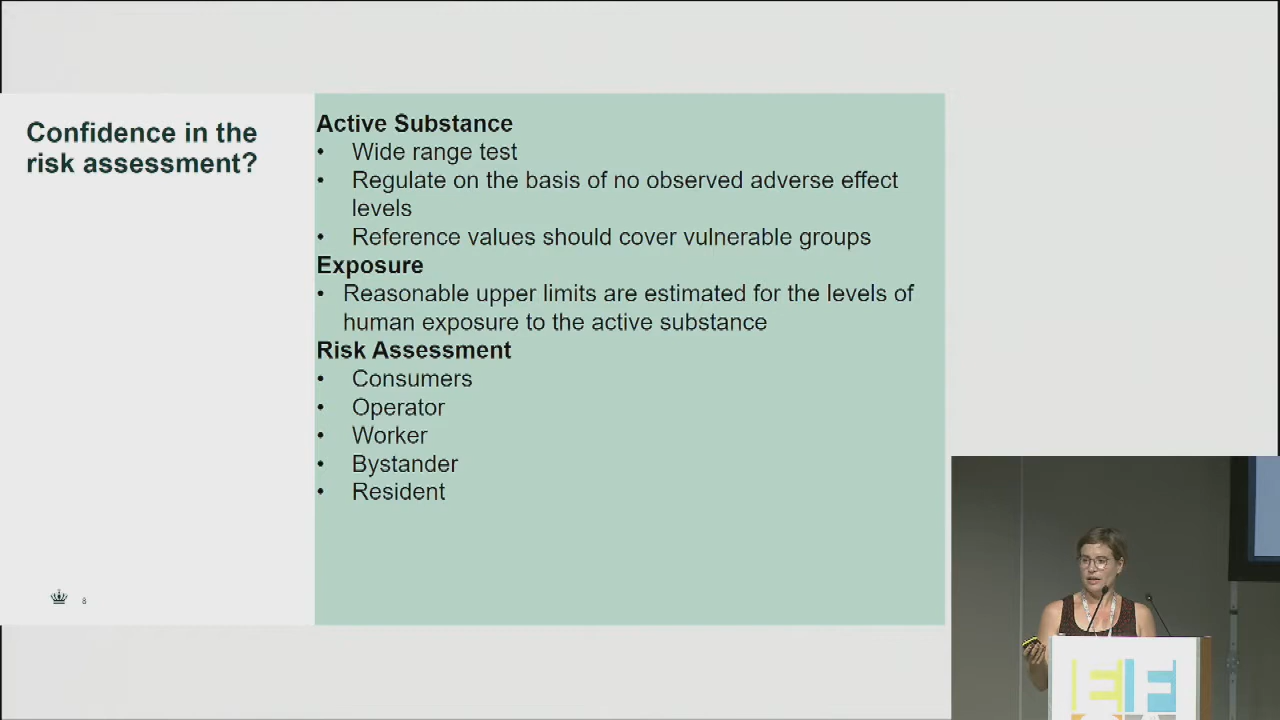 Confidence in the
risk assessment?
Active Substance
• Wide range test
• Regulate on the basis of no observed adverse effect
levels
• Reference values should cover vulnerable groups
Exposure
• Reasonable upper limits are estimated for the levels of
human exposure to the active substance
Risk Assessment
• Consumers
• Operator
• Worker
• Bystander
• Resident
8